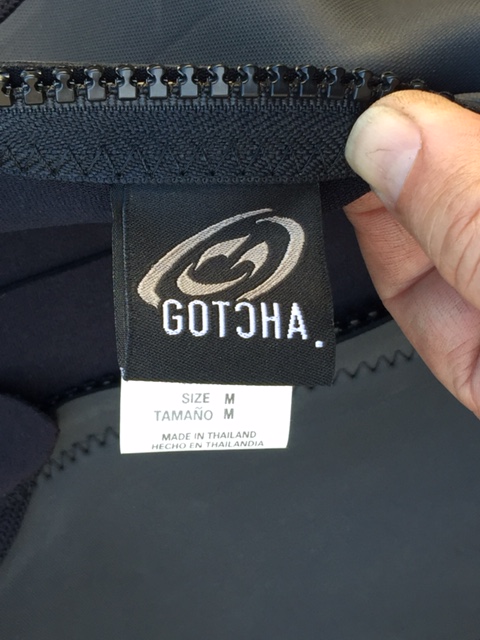 GOTCHA.
SIZE M
TAMAÑO M
MADE IN THAILAND
HECHO EN THAILANDIA